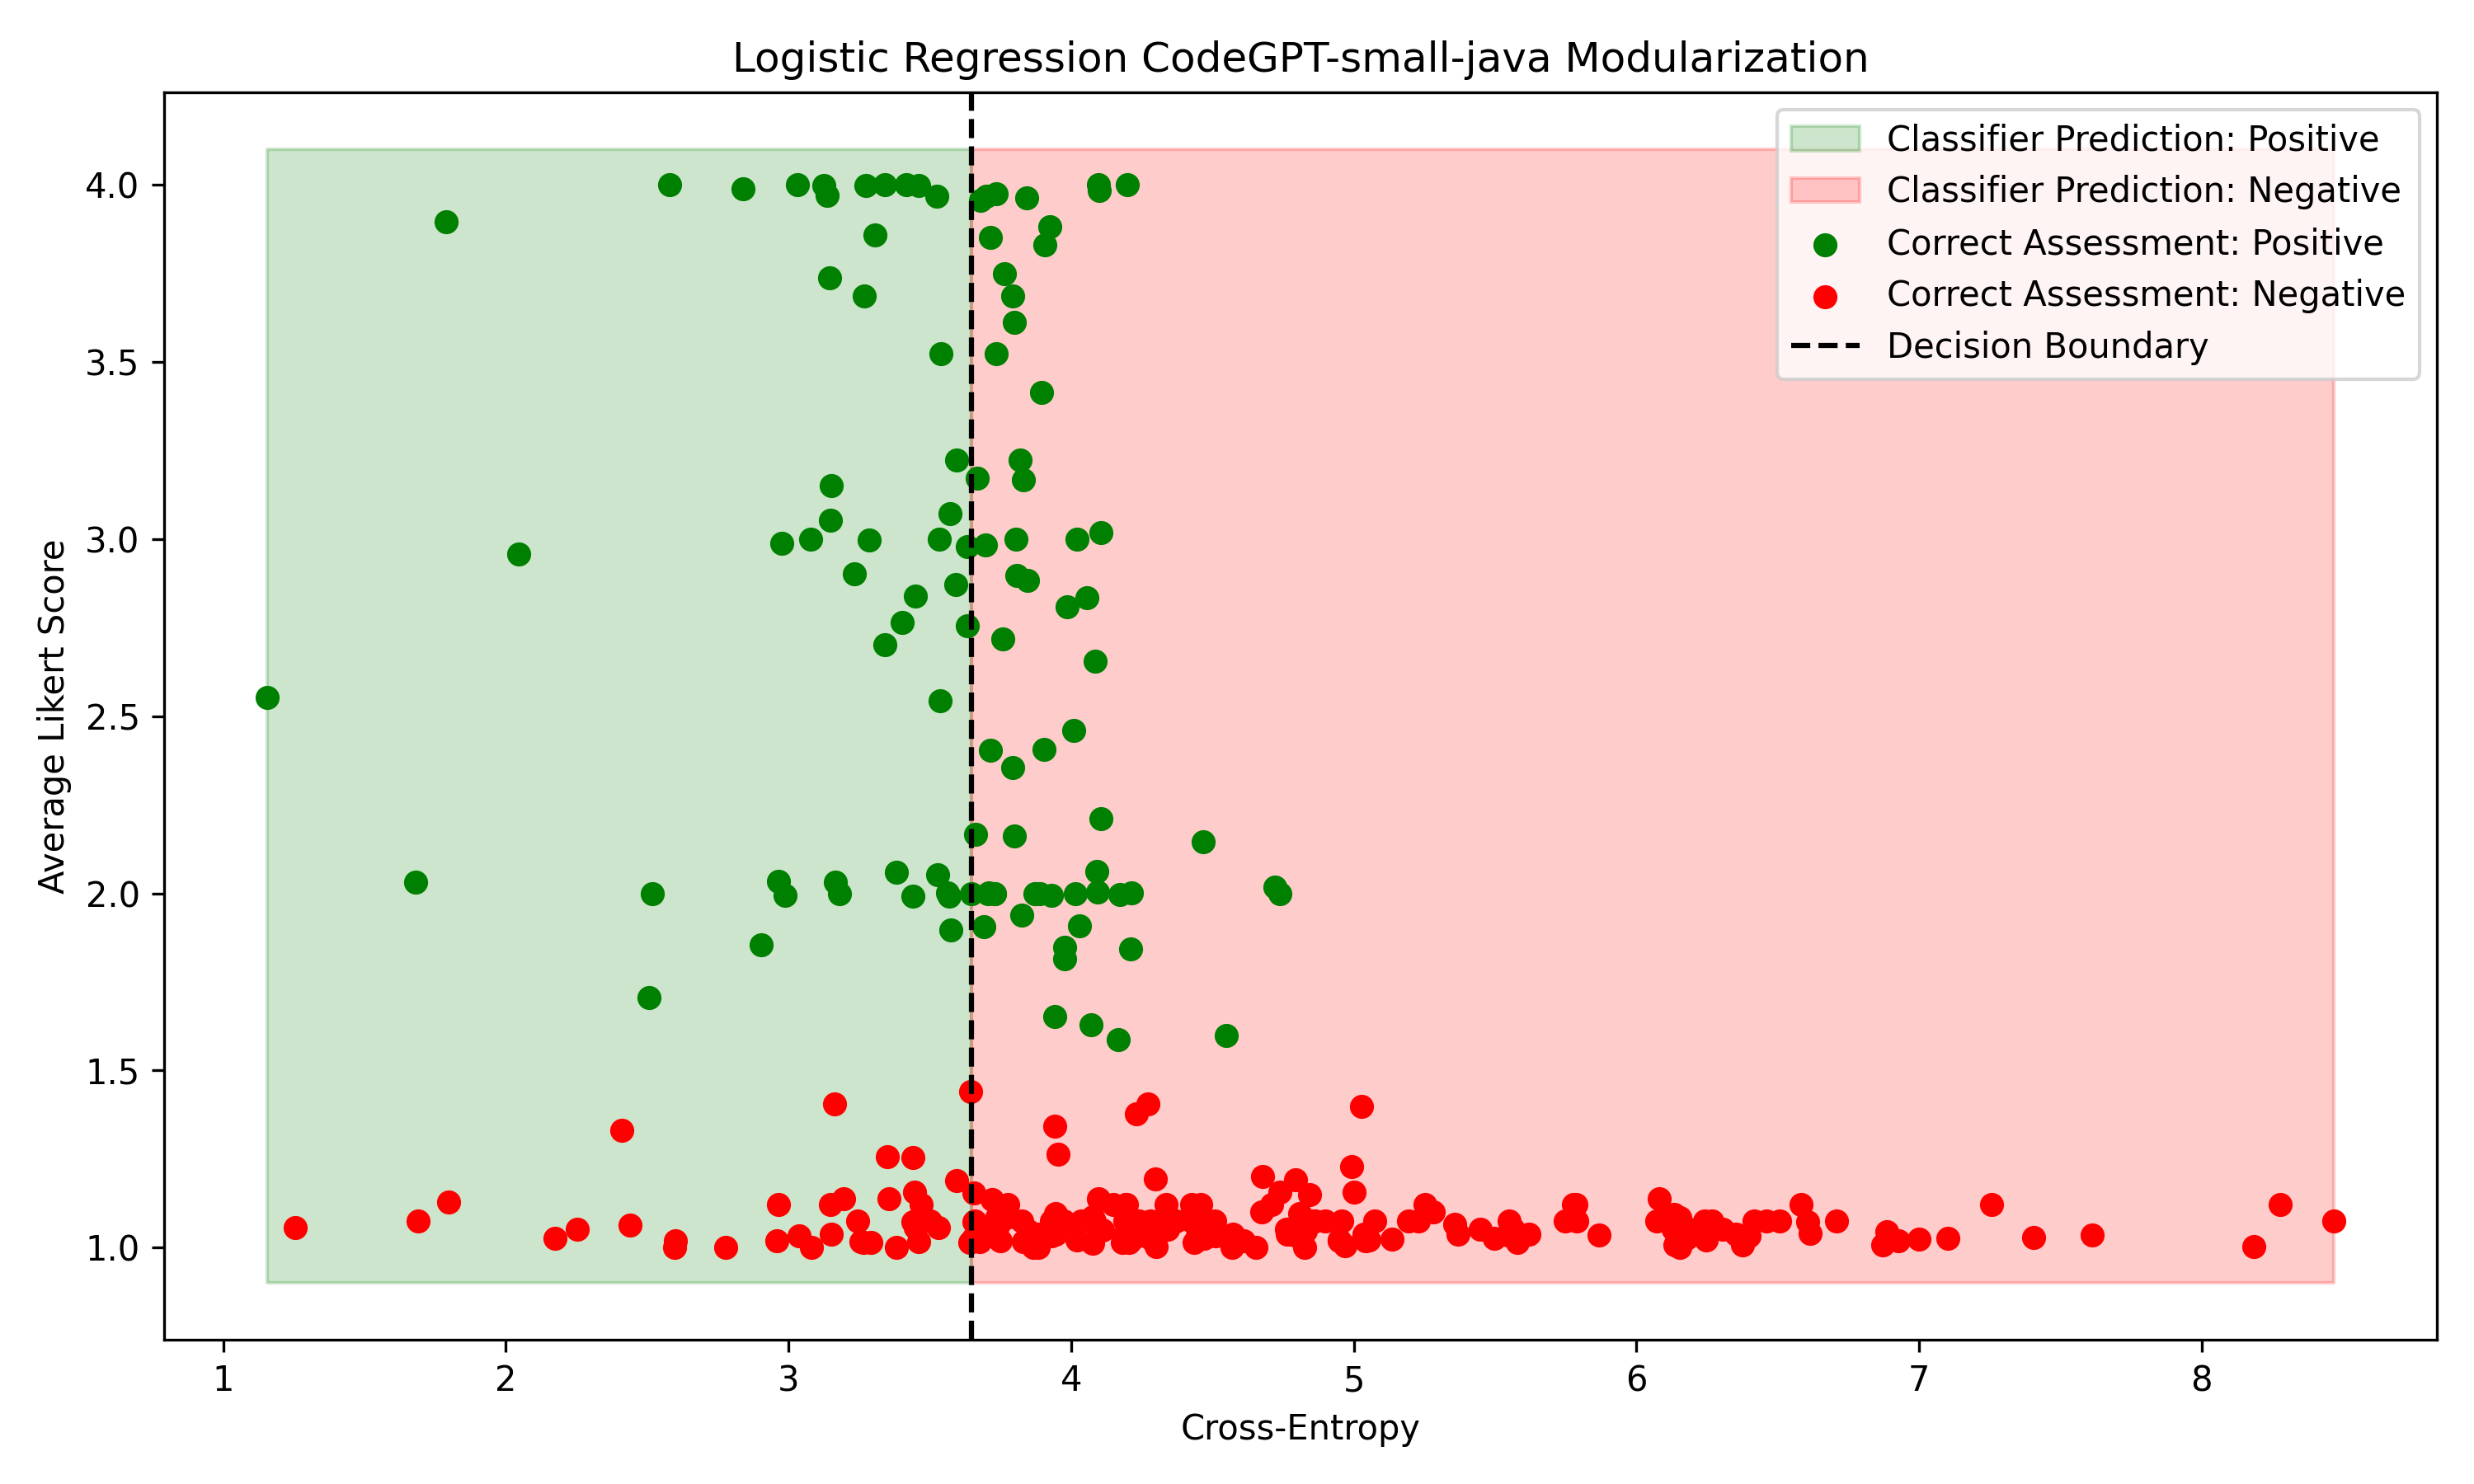 Logistic Regression CodeGPT-small-java Modularization
Classifier Prediction: Positive
Classifier Prediction: Negative
Correct Assessment: Positive
Correct Assessment: Negative
Decision Boundary
Average Likert Score
4.0
3.5
3.0
2.5
2.0
1.5
1.0
1 2 3 4 5 6 7 8
Cross-Entropy